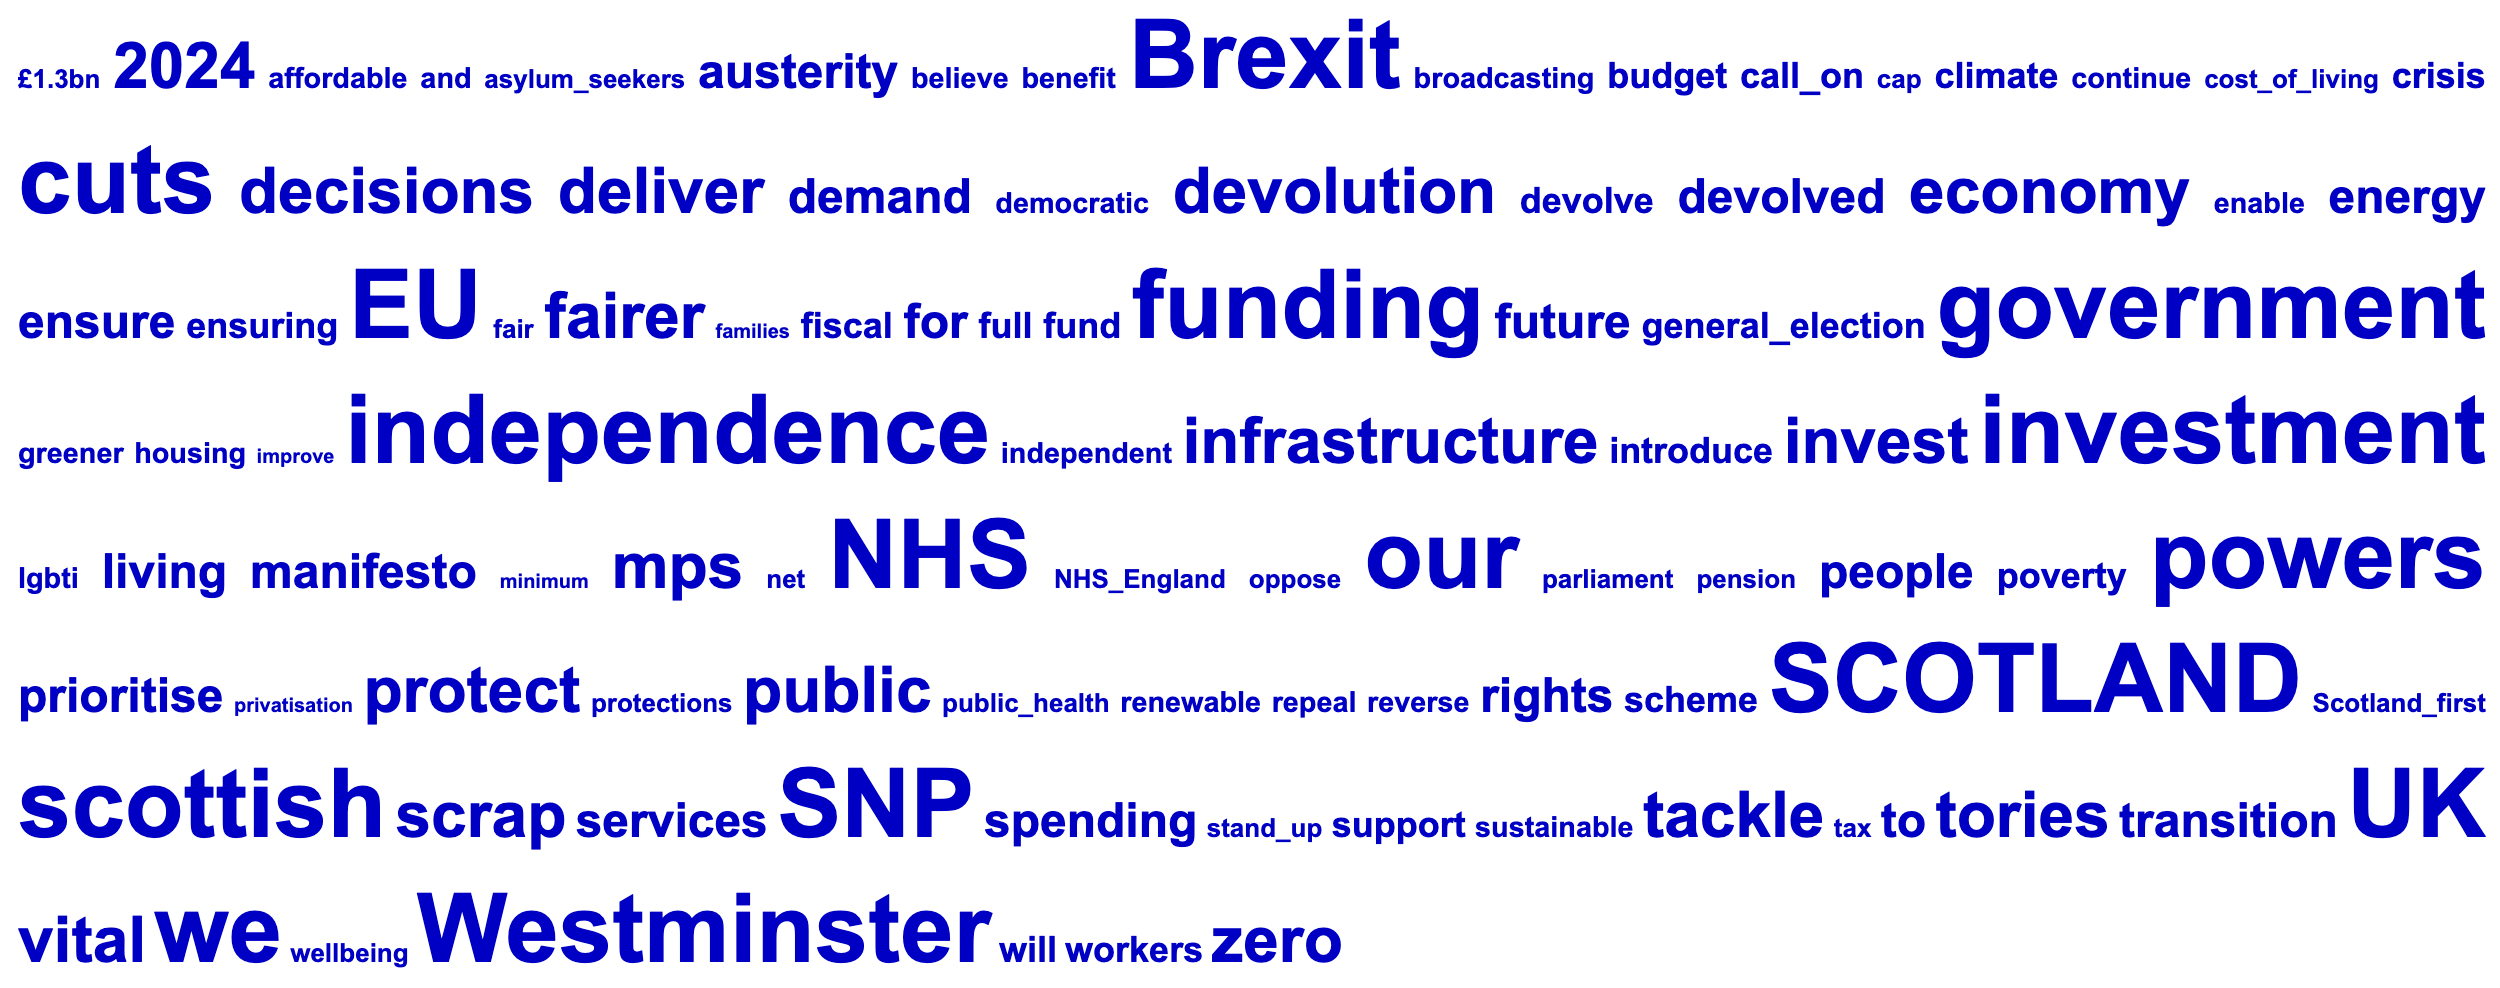 £1.3bn 2024 affordable and asylum_seekers austerity believe benefit Brexit broadcasting budget call_on cap climate continue cost_of_living crisis
cuts decisions deliver demand democratic devolution devolve devolved economy enable energy
ensure ensuring EU fair fairer families fiscal for full fund funding future general_election government
greener housing improve independence independent infrastructure introduce invest investment
lgbti living manifesto minimum mps net NHS NHS_England oppose our parliament pension people poverty powers
prioritise privatisation protect protections public public_health renewable repeal reverse rights scheme SCOTLAND Scotland_first
scottish scrap services SNP spending stand_up support sustainable tackle tax to tories transition UK
vital we wellbeing Westminster will workers zero